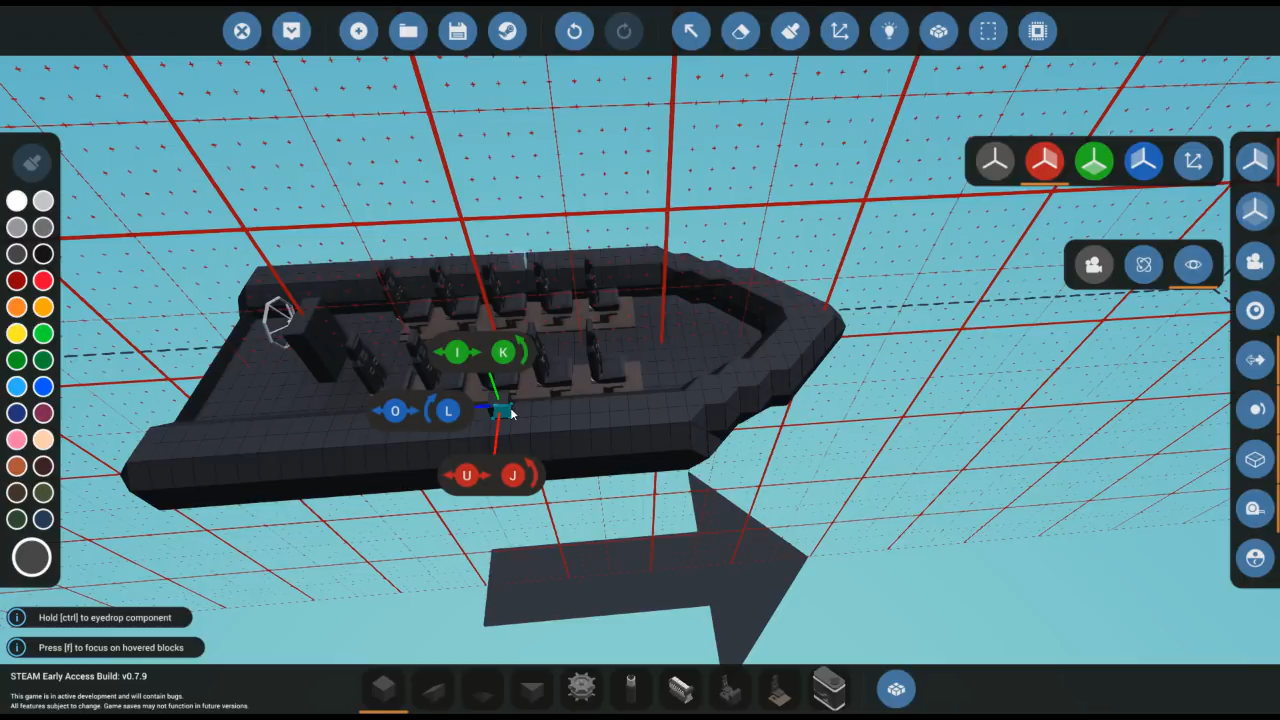 I K
O L
U J
Hold [ctrl] to eyedrop component
Press [f] to focus on hovered blocks
STEAM Early Access Build: v0.7.9
This game is in active development and will contain bugs.
All features subject to change. Game saves may not function in future versions.